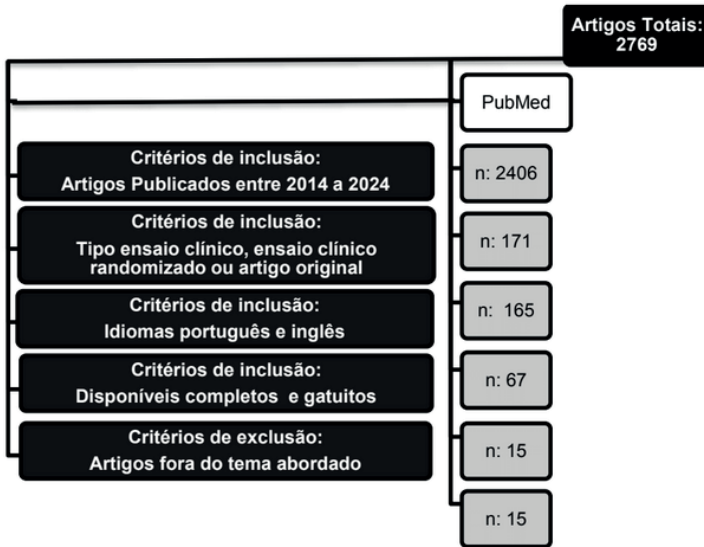 Artigos Totais:
2769
PubMed
Critérios de inclusão:
Artigos Publicados entre 2014 a 2024
n: 2406
Critérios de inclusão:
Tipo ensaio clínico, ensaio clínico
randomizado ou artigo original
n: 171
Critérios de inclusão:
Idiomas português e inglês
n: 165
Critérios de inclusão:
Disponíveis completos e gatuitos
n: 67
Critérios de exclusão:
Artigos fora do tema abordado
n: 15
n: 15